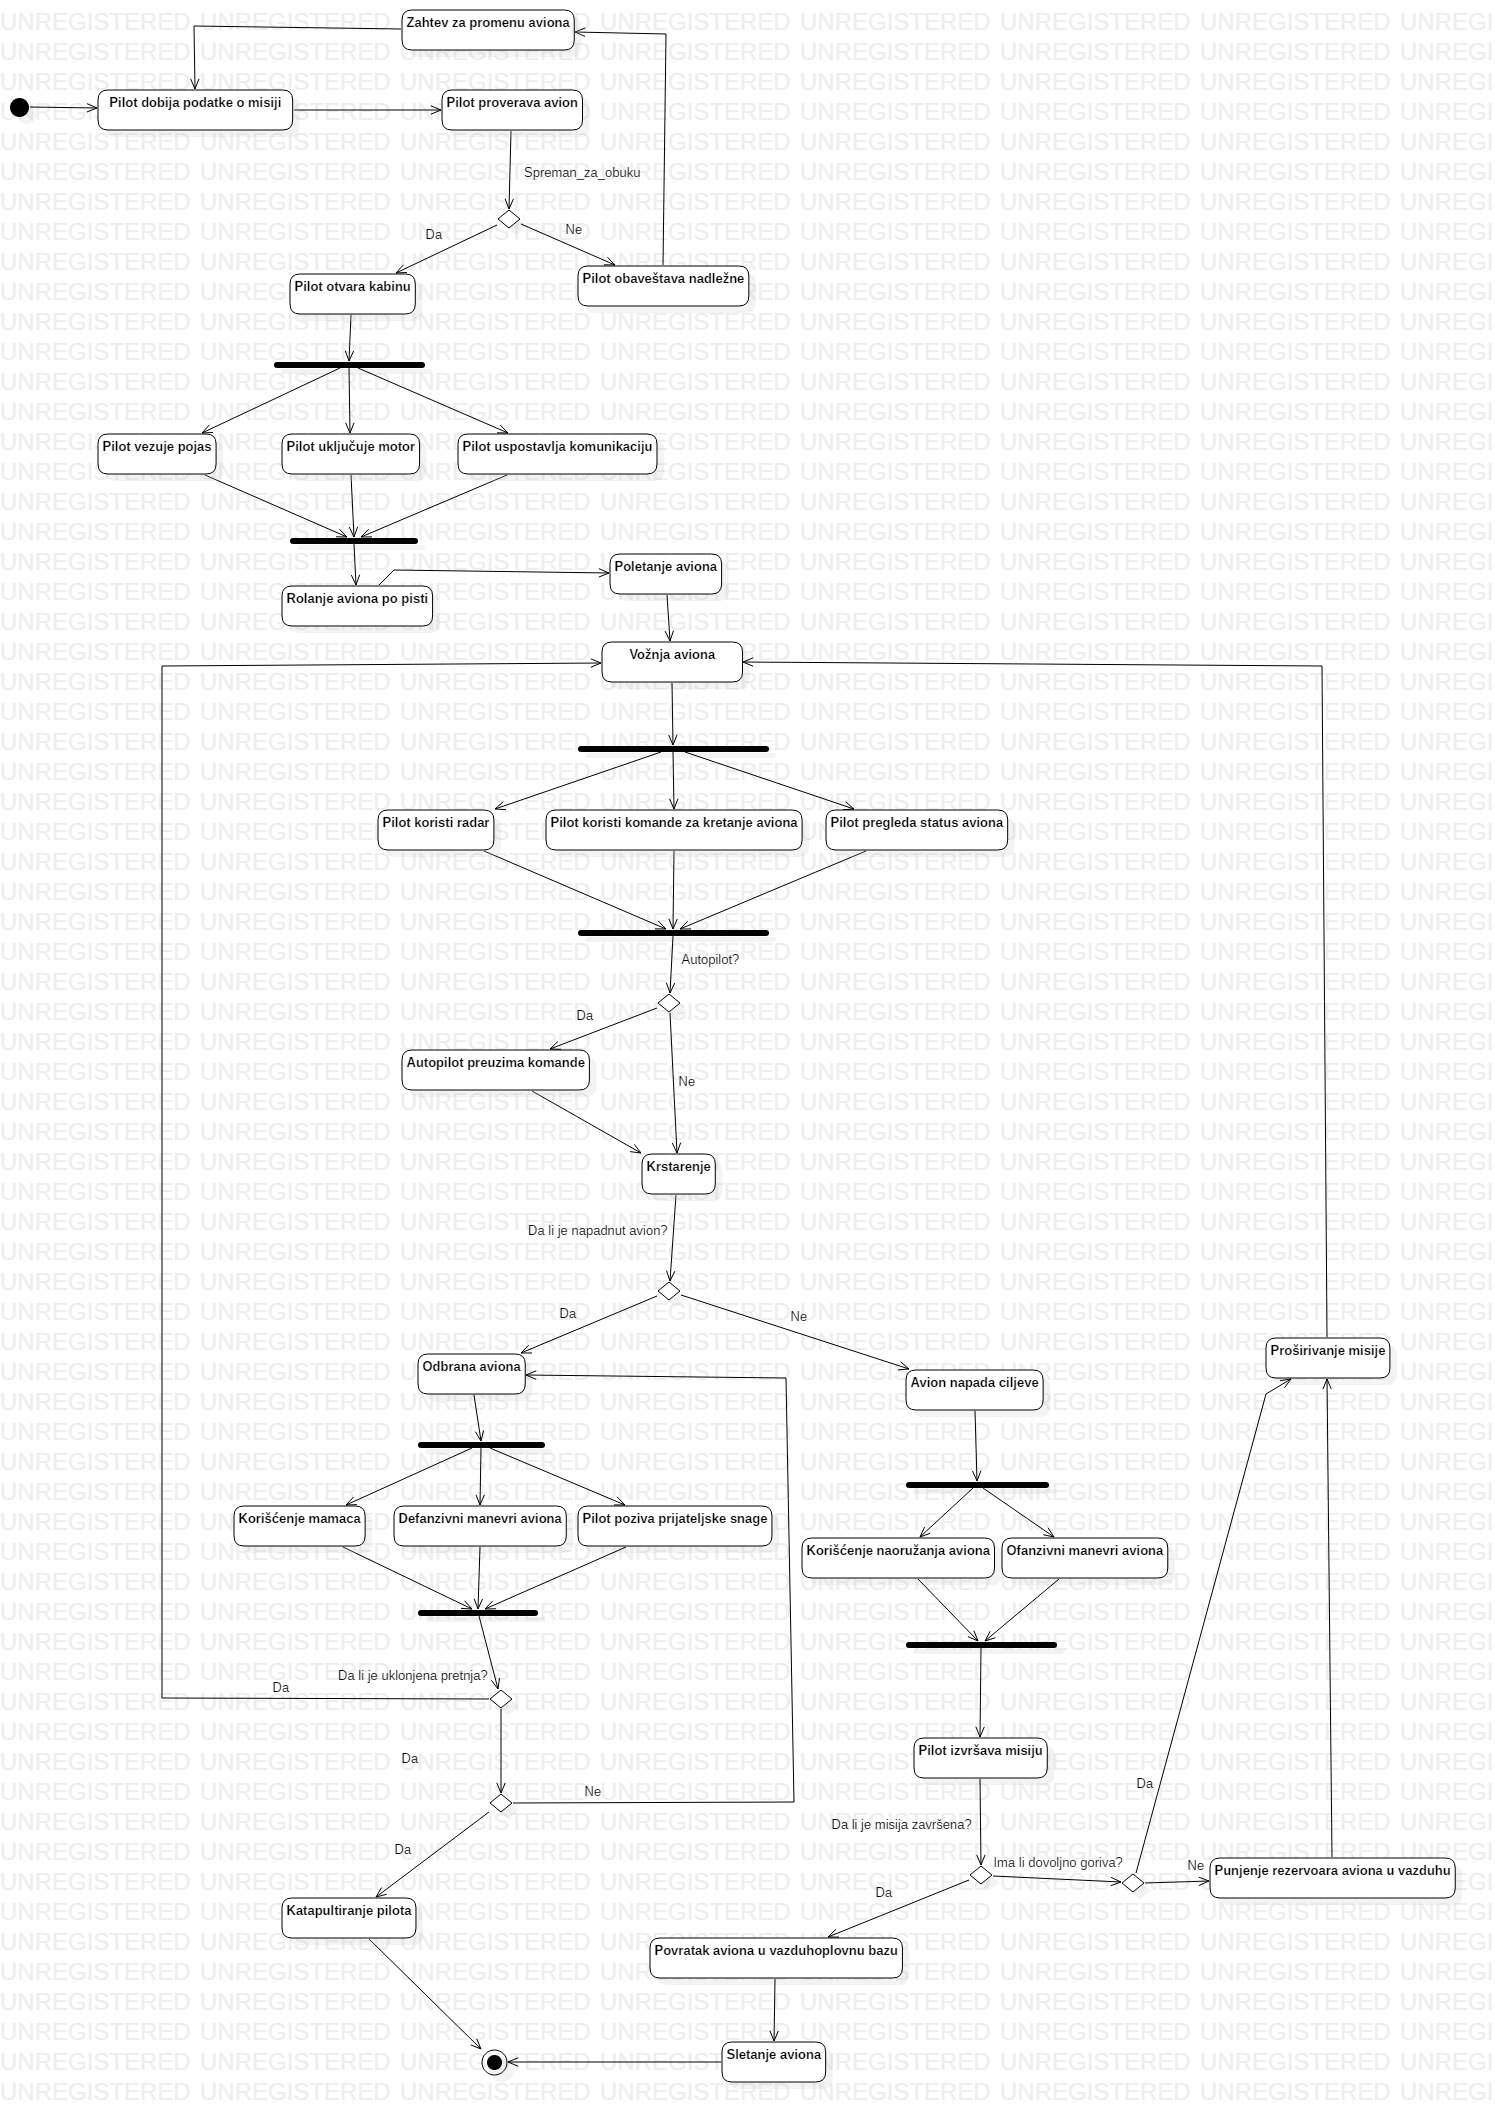 Zahtev za promenu aviona
Pilot dobija podatke o misiji
Pilot proverava avion
Spreman_za_obuku
Da
Ne
Pilot otvara kabinu
Pilot obaveštava nadležne
Pilot vezuje pojas
Pilot uključuje motor
Pilot uspostavlja komunikaciju
Poletanje aviona
Rolanje aviona po pisti
Vožnja aviona
Pilot koristi radar
Pilot koristi komande za kretanje aviona
Pilot pregleda status aviona
Autopilot?
Da
Autopilot preuzima komande
Ne
Krstarenje
Da li je napadnut avion?
Da
Ne
Proširivanje misije
Odbrana aviona
Avion napada ciljeve
Korišćenje mamaca
Defanzivni manevri aviona
Pilot poziva prijateljske snage
Korišćenje naoružanja aviona
Ofanzivni manevri aviona
Da li je uklonjena pretnja?
Da
Da
Pilot izvršava misiju
Ne
Da
Da li je misija završena?
Da
Ima li dovoljno goriva?
Ne
Punjenje rezervoara aviona u vazduhu
Da
Katapultiranje pilota
Povratak aviona u vazduhoplovnu bazu
Sletanje aviona
UNREGISTERED